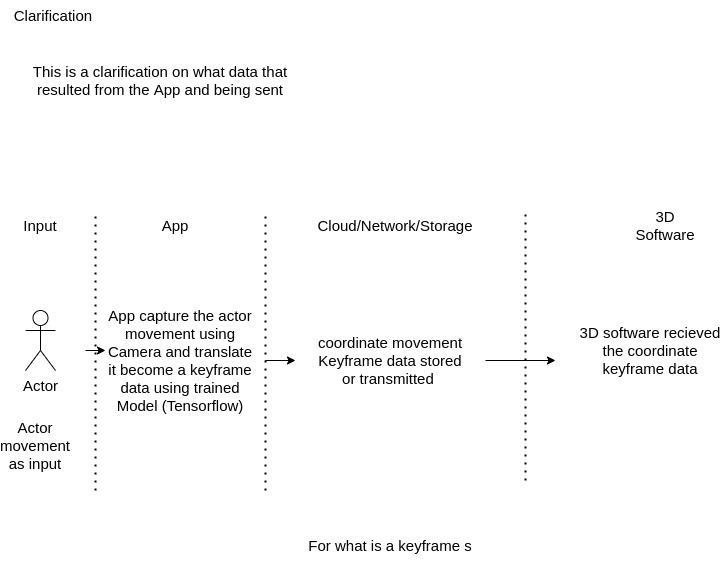 Clarification
This is a clarification on what data that
resulted from the App and being sent
Input
App
Cloud/Network/Storage
3D
Software
App capture the actor
movement using
Camera and translate
it become a keyframe
data using trained
Model (Tensorflow)
coordinate movement
Keyframe data stored
or transmitted
3D software recieved
the coordinate
keyframe data
Actor
Actor
movement
as input
For what is a keyframe s